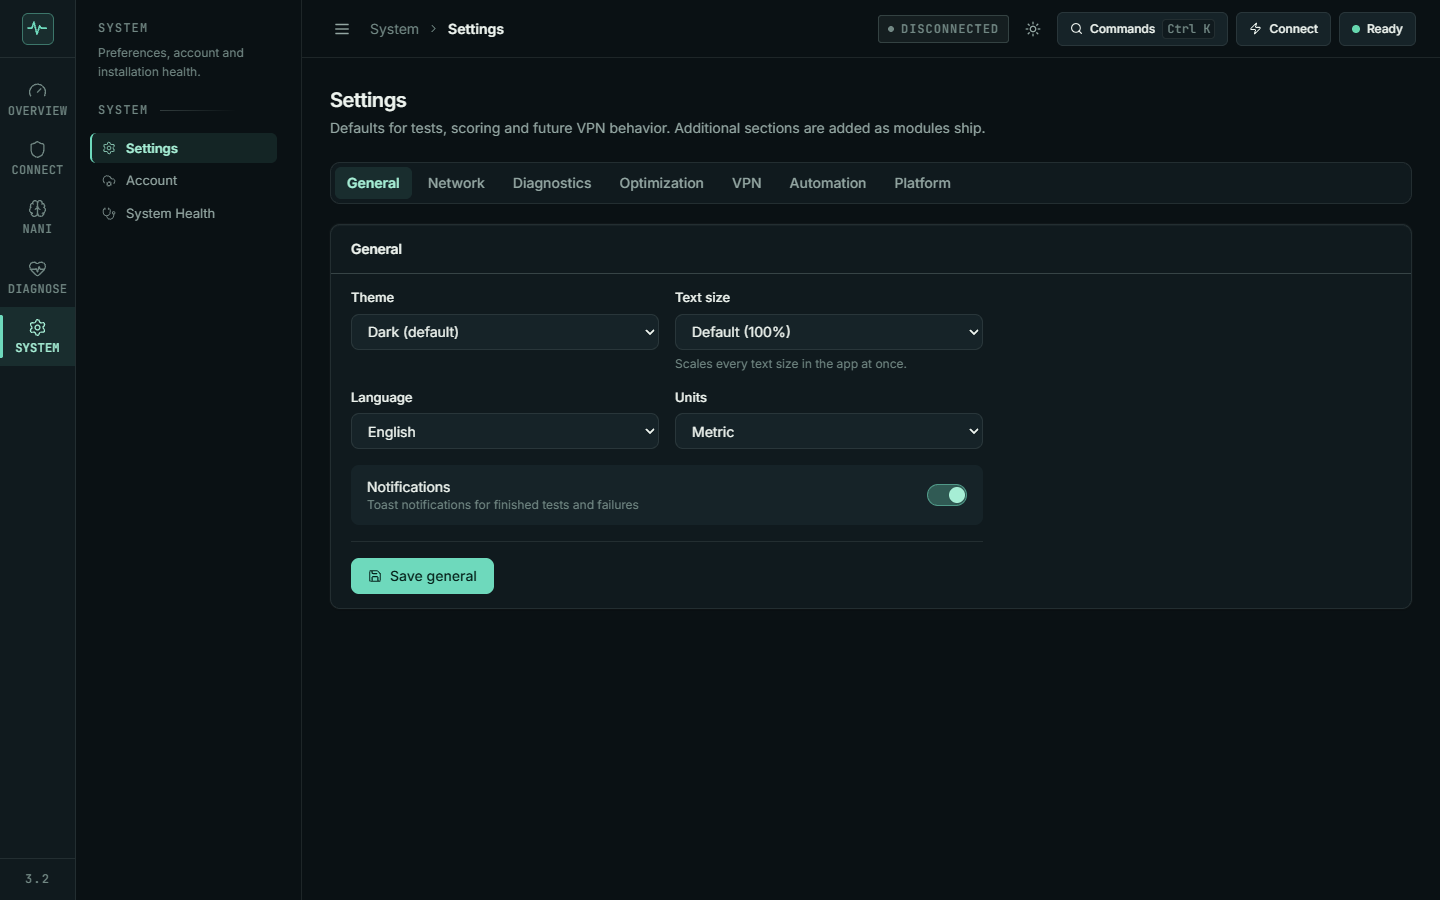 SYSTEM
Preferences, account and
installation health.
SYSTEM
Settings
Account
System Health
OVERVIEW
CONNECT
NANI
DIAGNOSE
SYSTEM
3.2
System > Settings
DISCONNECTED
Commands Ctrl K
Connect
Ready
Settings
Defaults for tests, scoring and future VPN behavior. Additional sections are added as modules ship.
General Network Diagnostics Optimization VPN Automation Platform
General
Theme
Dark (default)
Text size
Default (100%)
Scales every text size in the app at once.
Language
English
Units
Metric
Notifications
Toast notifications for finished tests and failures
Save general